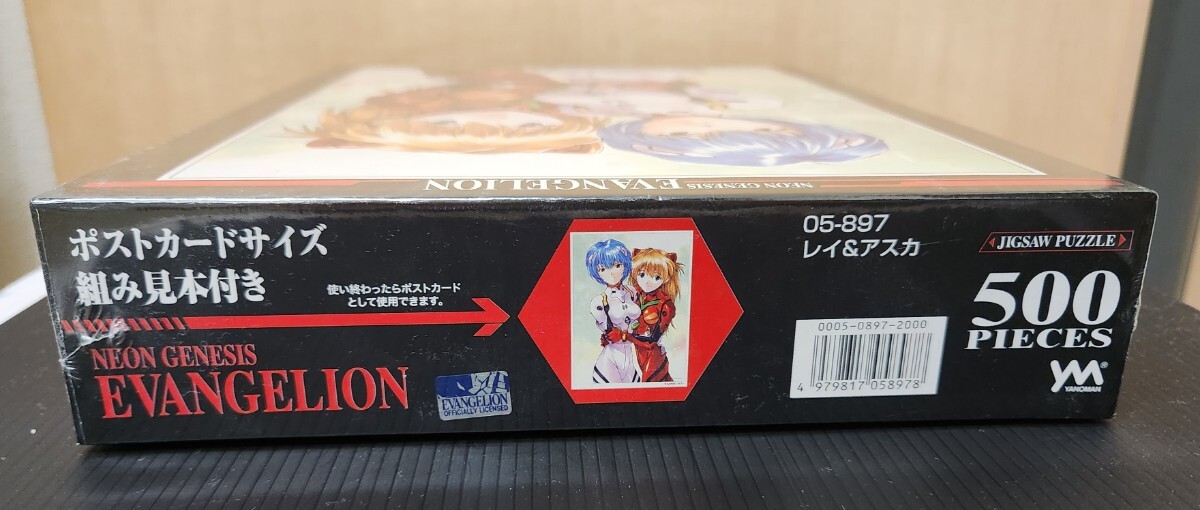 NEON GENESIS EVANGELION
ポストカードサイズ
組み見本付き
使い終わったらポストカード
として使用できます。
NEON GENESIS
EVANGELION
EVANGELION
OFFICIALLY LICENSED
05-897
レイ&アスカ
0005-0897-2000
4 979817 058978
JIGSAW PUZZLE
500
PIECES
YM®
YANOMAN